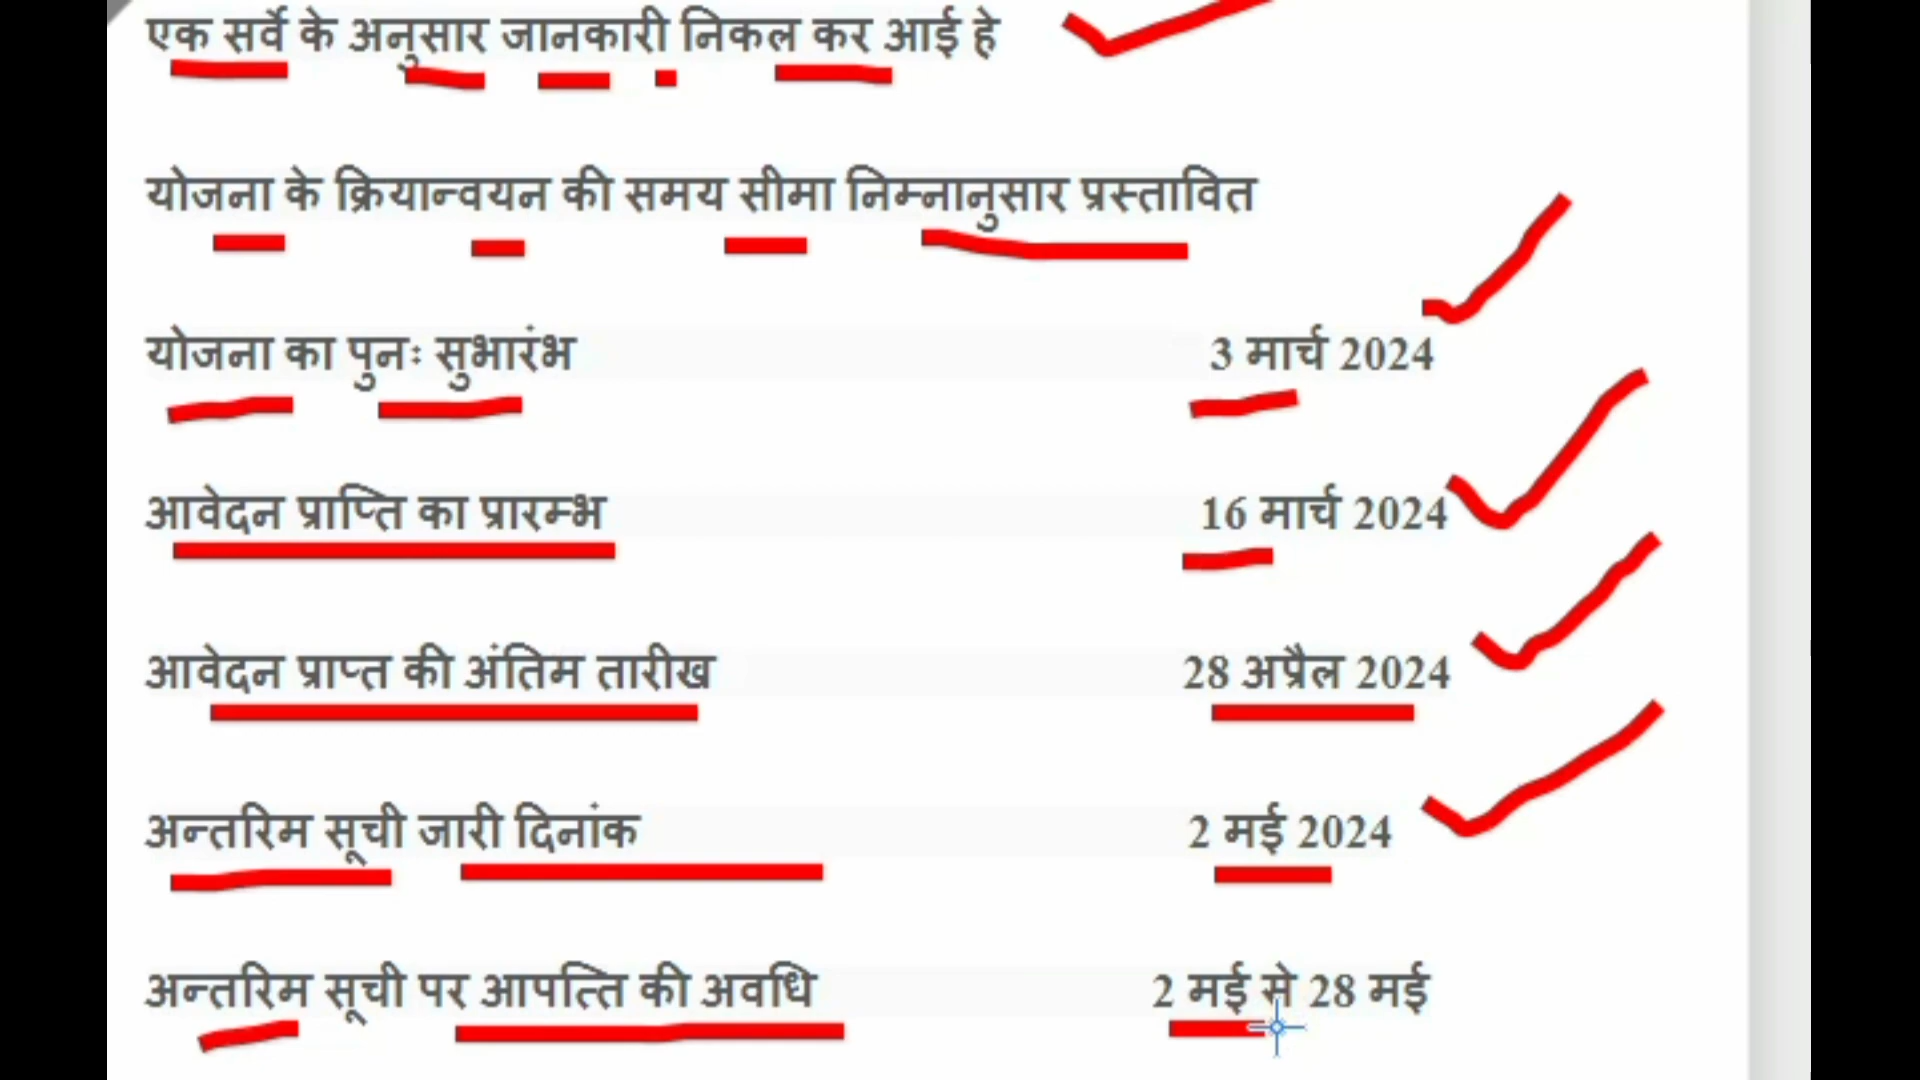 एक सर्वे के अनुसार जानकारी निकल कर आई हे
योजना के क्रियान्वयन की समय सीमा निम्नानुसार प्रस्तावित
योजना का पुनः सुभारंभ 3 मार्च 2024
आवेदन प्राप्ति का प्रारम्भ 16 मार्च 2024
आवेदन प्राप्त की अंतिम तारीख 28 अप्रैल 2024
अन्तरिम सूची जारी दिनांक 2 मई 2024
अन्तरिम सूची पर आपत्ति की अवधि 2 मई से 28 मई